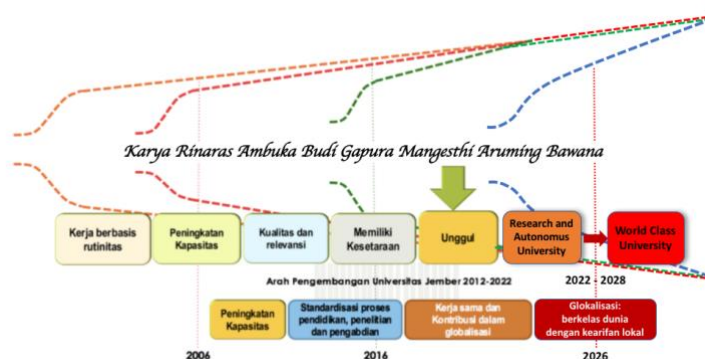 Karya Rinaras Ambuka Budi Gapura Mangesthi Aruming Bawana
Kerja berbasis
rutinitas
Peningkatan
Kapasitas
Kualitas dan
relevansi
Memiliki
Kesetaraan
Unggul
Research and
Autonomus
University
World Class
University
Arah Pengembangan Universitas Jember 2012-2022
2022 - 2028
Peningkatan
Kapasitas
Standardisasi proses
pendidikan, penelitian
dan pengabdian
Kerja sama dan
Kontribusi dalam
globalisasi
Glokalisasi:
berkelas dunia
dengan kearifan lokal
2006
2016
2026